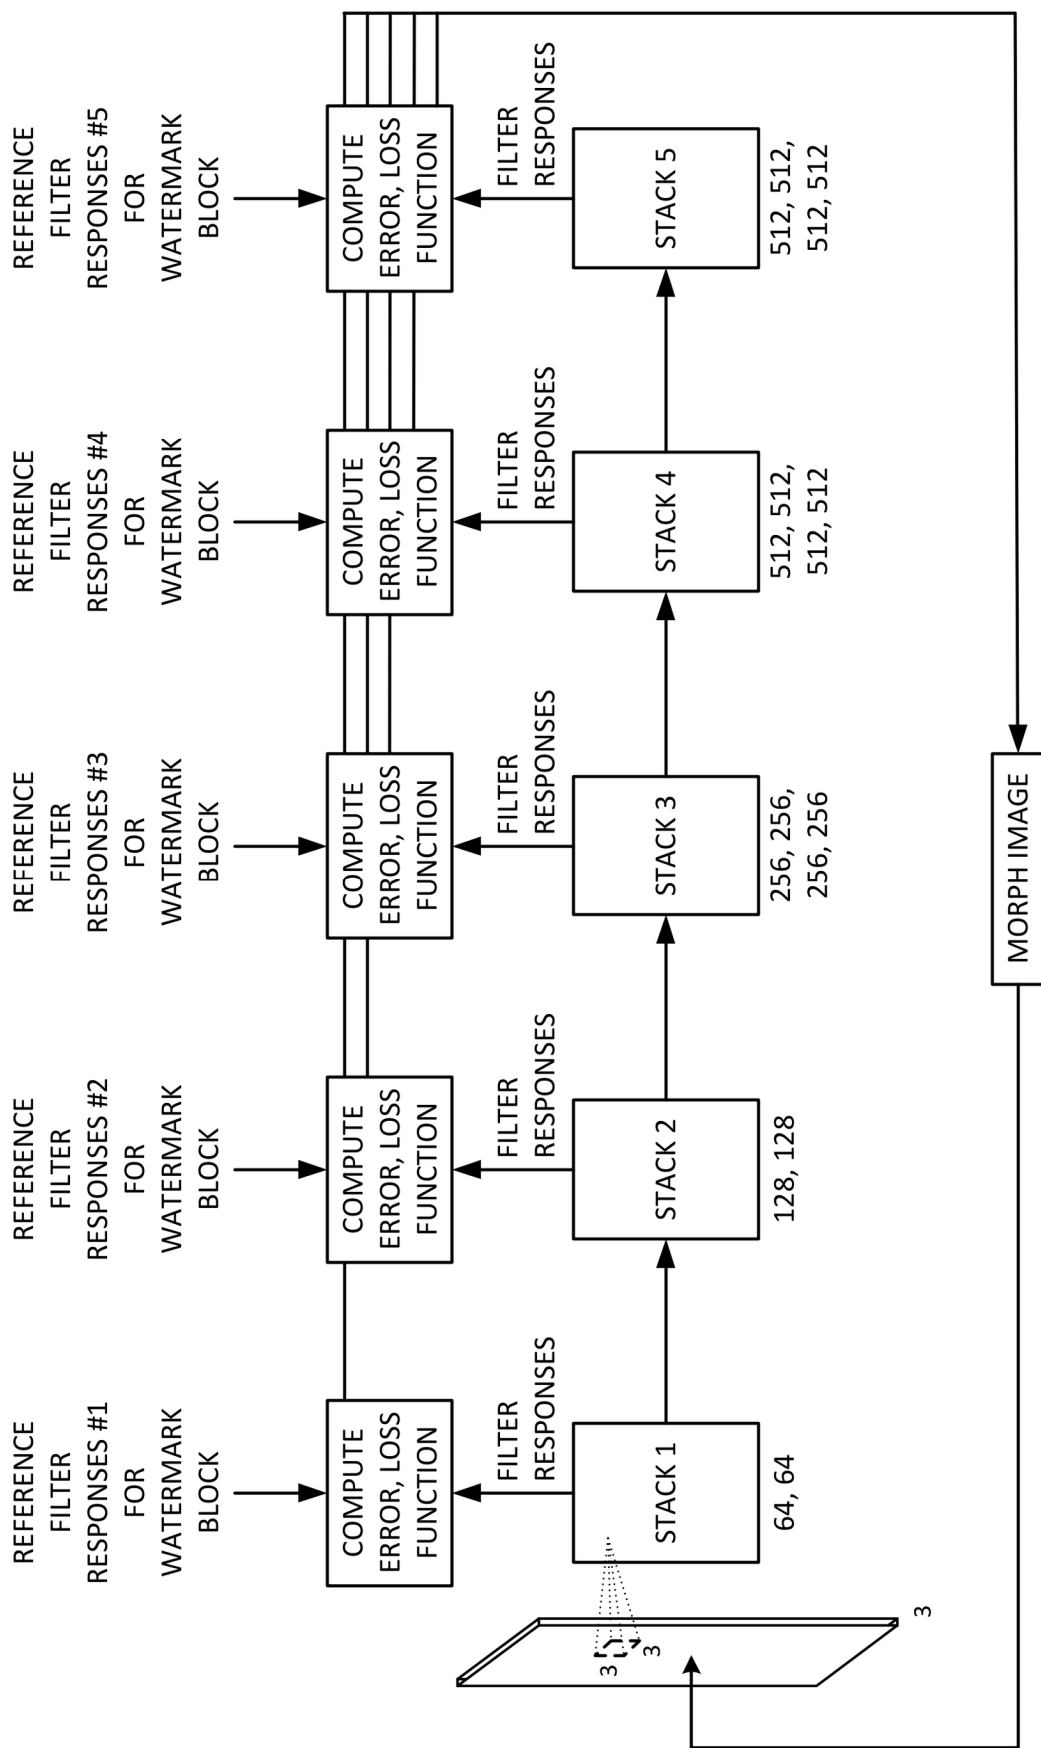 REFERENCE
FILTER
RESPONSES #1
FOR
WATERMARK
BLOCK
REFERENCE
FILTER
RESPONSES #2
FOR
WATERMARK
BLOCK
REFERENCE
FILTER
RESPONSES #3
FOR
WATERMARK
BLOCK
REFERENCE
FILTER
RESPONSES #4
FOR
WATERMARK
BLOCK
REFERENCE
FILTER
RESPONSES #5
FOR
WATERMARK
BLOCK
COMPUTE
ERROR, LOSS
FUNCTION
COMPUTE
ERROR, LOSS
FUNCTION
COMPUTE
ERROR, LOSS
FUNCTION
COMPUTE
ERROR, LOSS
FUNCTION
COMPUTE
ERROR, LOSS
FUNCTION
FILTER
RESPONSES
FILTER
RESPONSES
FILTER
RESPONSES
FILTER
RESPONSES
FILTER
RESPONSES
3
3
3
STACK 1
STACK 2
STACK 3
STACK 4
STACK 5
64, 64
128, 128
256, 256,
256, 256
512, 512,
512, 512
512, 512,
512, 512
MORPH IMAGE